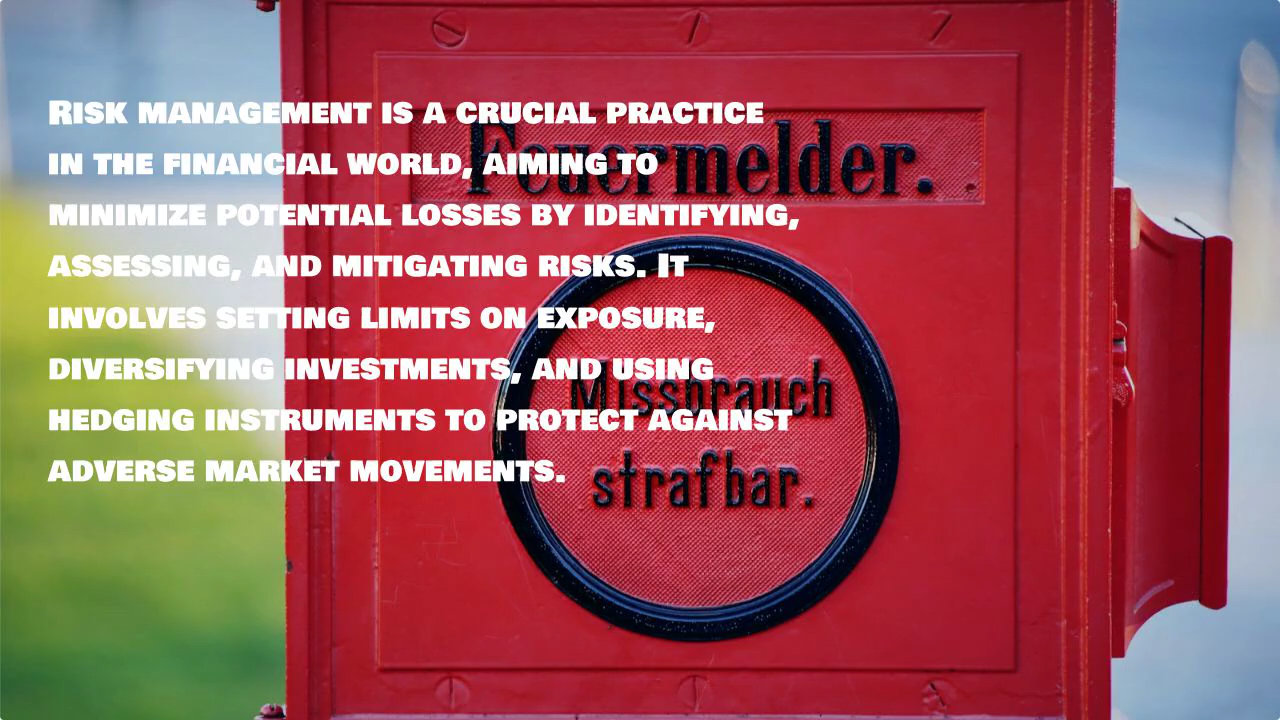 Risk management is a crucial practice
in the financial world, aiming to
minimize potential losses by identifying,
assessing, and mitigating risks. It
involves setting limits on exposure,
diversifying investments, and using
hedging instruments to protect against
adverse market movements.
Feuermelder.
Missbrauch
strafbar.